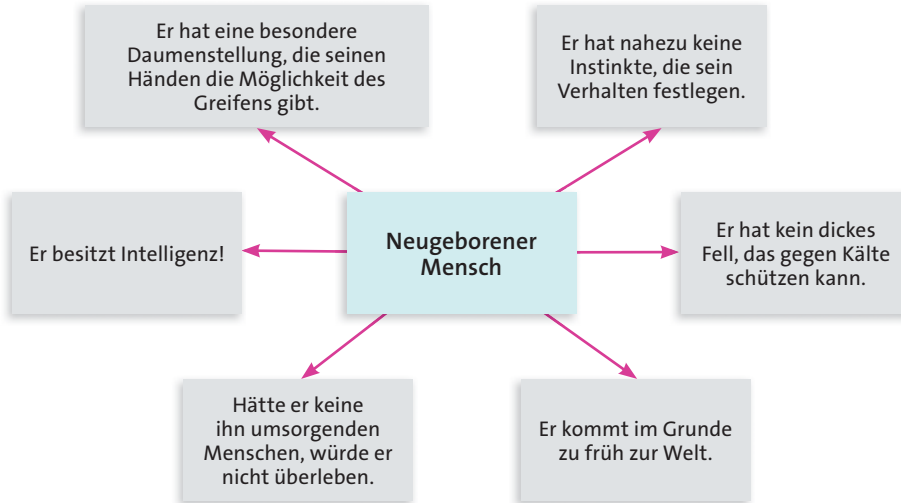 Er hat eine besondere
Daumenstellung, die seinen
Händen die Möglichkeit des
Greifens gibt.
Er hat nahezu keine
Instinkte, die sein
Verhalten festlegen.
Er besitzt Intelligenz!
Neugeborener
Mensch
Er hat kein dickes
Fell, das gegen Kälte
schützen kann.
Hätte er keine
ihn umsorgenden
Menschen, würde er
nicht überleben.
Er kommt im Grunde
zu früh zur Welt.